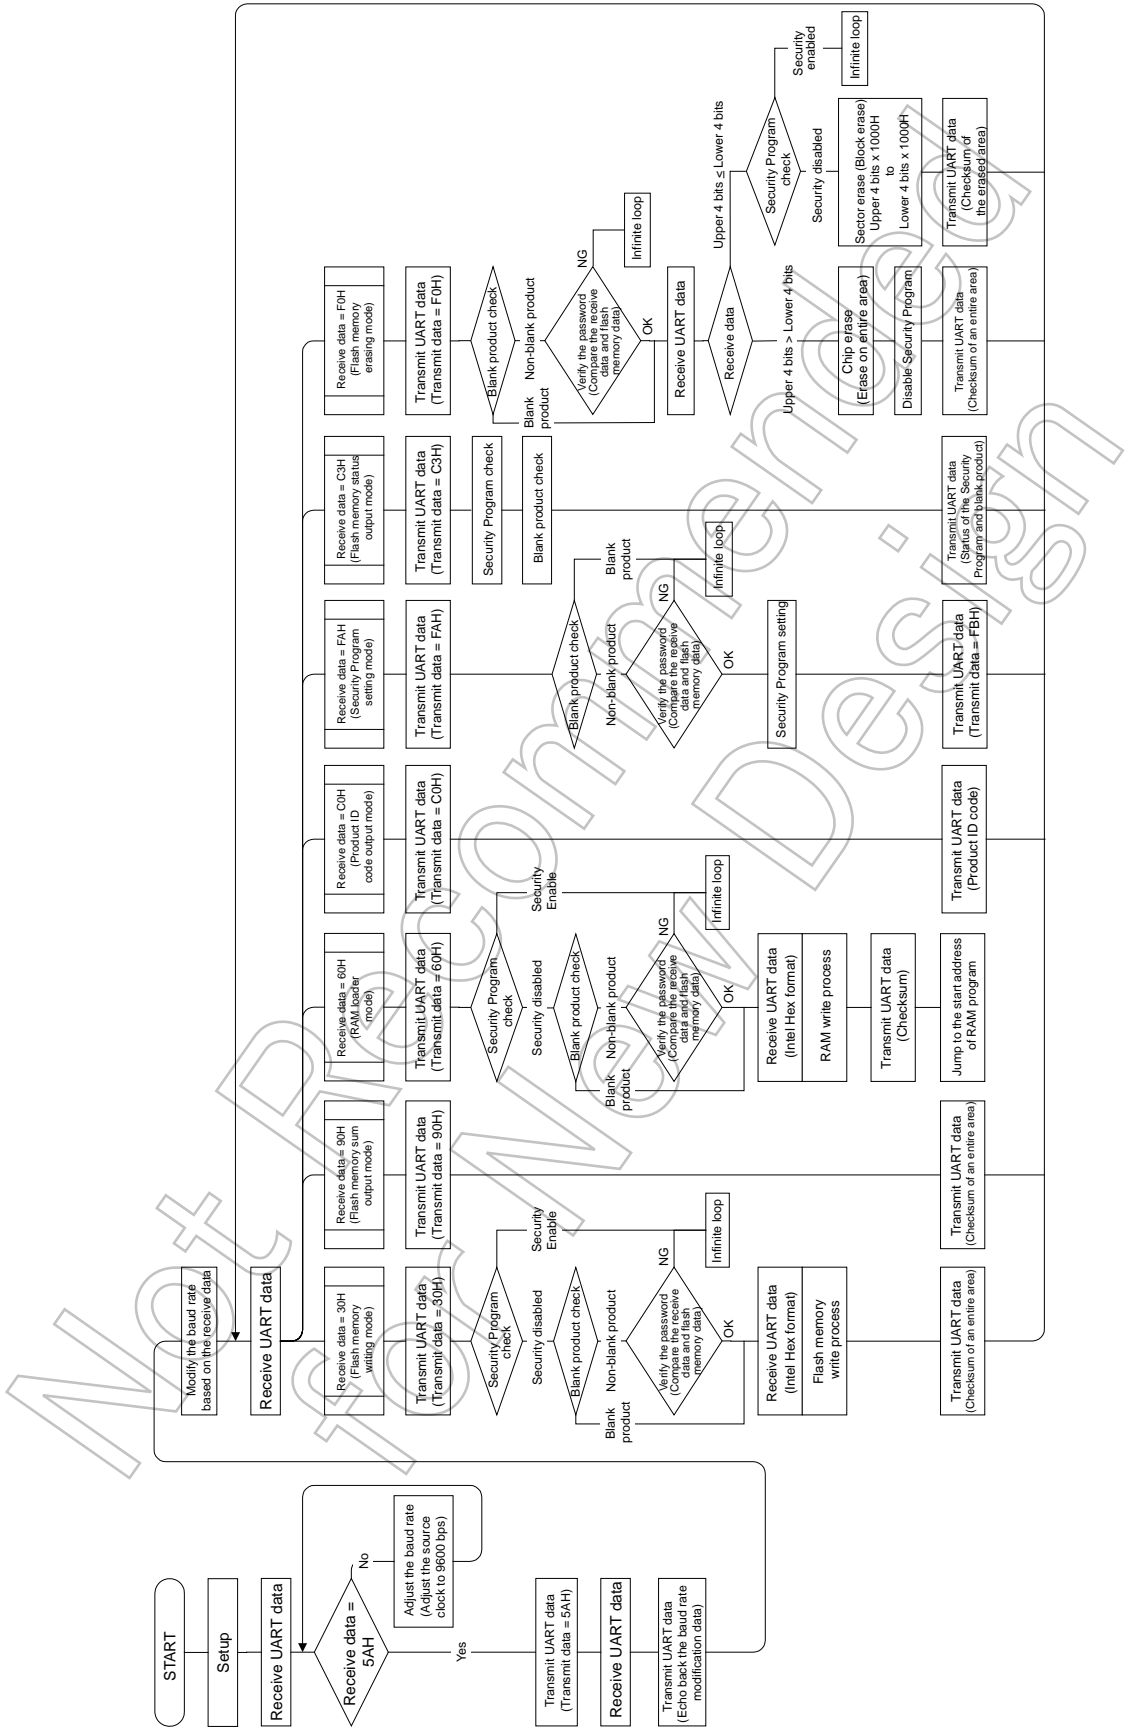 START
Setup
Receive UART data
Receive data =
5AH
No
Adjust the baud rate
(Adjust the source
clock to 9600 bps)
Yes
Transmit UART data
(Transmit data = 5AH)
Receive UART data
Transmit UART data
(Echo back the baud rate
modification data)
Modify the baud rate
based on the receive data
Receive UART data
Receive data = 30H
(Flash memory
writing mode)
Transmit UART data
(Transmit data = 30H)
Security Program
check
Security
Enable
Security disabled
Blank product check
Blank
product
Non-blank product
Verify the password
(Compare the receive
data and flash
memory data)
NG
Infinite loop
OK
Receive UART data
(Intel Hex format)
Flash memory
write process
Transmit UART data
(Checksum of an entire area)
Receive data = 90H
(Flash memory sum
output mode)
Transmit UART data
(Transmit data = 90H)
Transmit UART data
(Checksum of an entire area)
Receive data = 60H
(RAM loader
mode)
Transmit UART data
(Transmit data = 60H)
Security Program
check
Security
Enable
Security disabled
Blank product check
Blank
product
Non-blank product
Verify the password
(Compare the receive
data and flash
memory data)
NG
Infinite loop
OK
Receive UART data
(Intel Hex format)
RAM write process
Transmit UART data
(Checksum)
Jump to the start address
of RAM program
Receive data = C0H
(Product ID
code output mode)
Transmit UART data
(Transmit data = C0H)
Transmit UART data
(Product ID code)
Receive data = FAH
(Security Program
setting mode)
Transmit UART data
(Transmit data = FAH)
Blank product check
Blank
product
Non-blank product
Verify the password
(Compare the receive
data and flash
memory data)
NG
Infinite loop
OK
Security Program setting
Transmit UART data
(Transmit data = FBH)
Receive data = C3H
(Flash memory status
output mode)
Transmit UART data
(Transmit data = C3H)
Security Program check
Blank product check
Transmit UART data
(Status of the Security
Program and blank product)
Receive data = F0H
(Flash memory
erasing mode)
Transmit UART data
(Transmit data = F0H)
Blank product check
Blank
product
Non-blank product
Verify the password
(Compare the receive
data and flash
memory data)
NG
Infinite loop
OK
Receive UART data
Receive data
Upper 4 bits > Lower 4 bits
Chip erase
(Erase on entire area)
Disable Security Program
Transmit UART data
(Checksum of an entire area)
Upper 4 bits ≤ Lower 4 bits
Security Program
check
Security
enabled
Infinite loop
Security disabled
Sector erase (Block erase)
Upper 4 bits x 1000H
to
Lower 4 bits x 1000H
Transmit UART data
(Checksum of
the erased area)
Not Recommended
for New Design